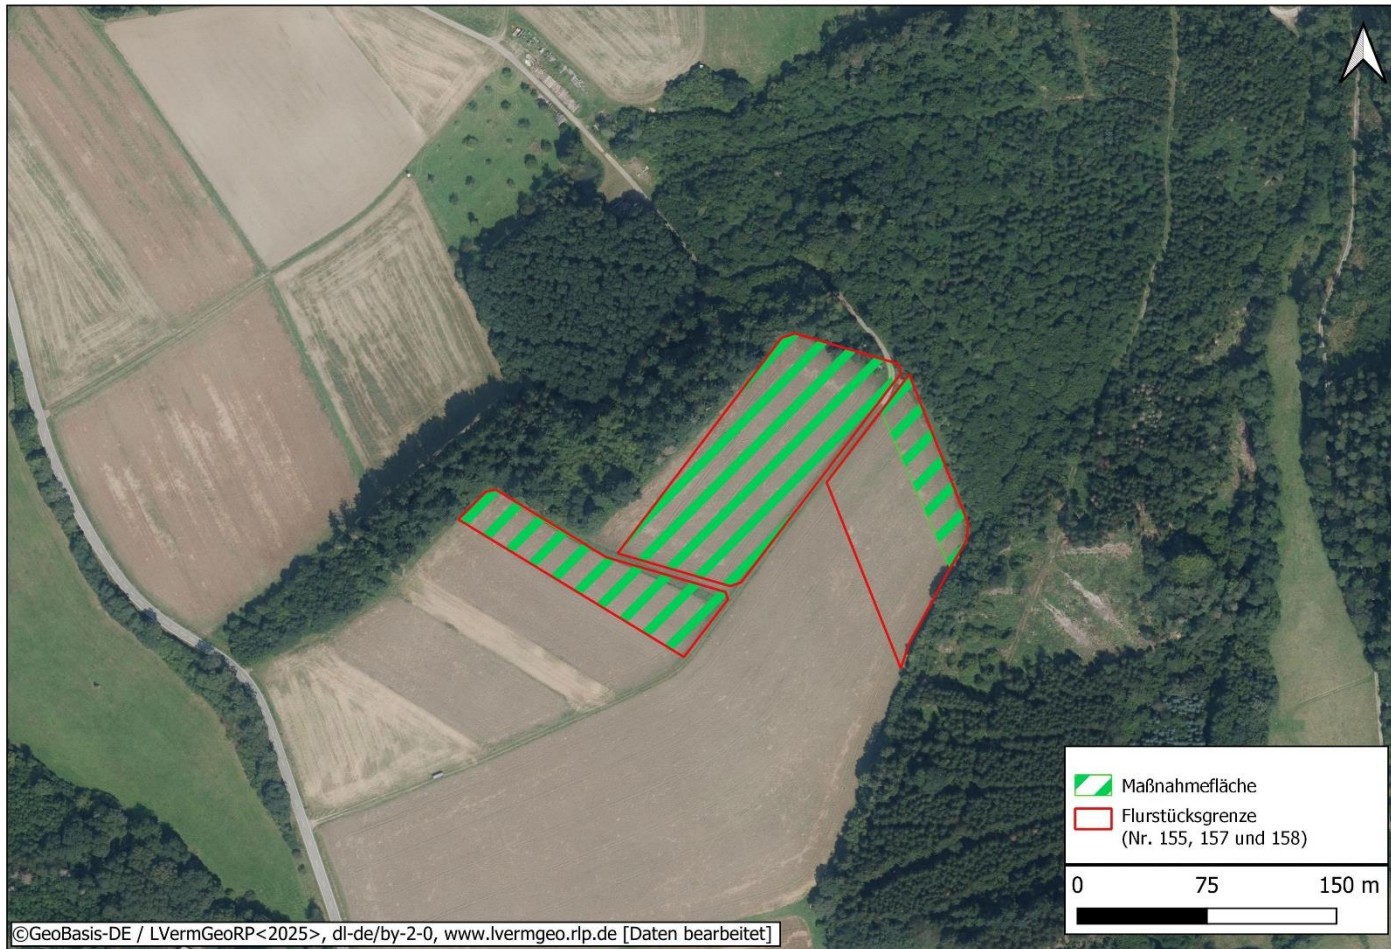 Maßnahmefläche
Flurstücksgrenze
(Nr. 155, 157 und 158)
0 75 150 m
©GeoBasis-DE / LVermGeoRP<2025>, dl-de/by-2-0, www.lvermgeo.rlp.de [Daten bearbeitet]